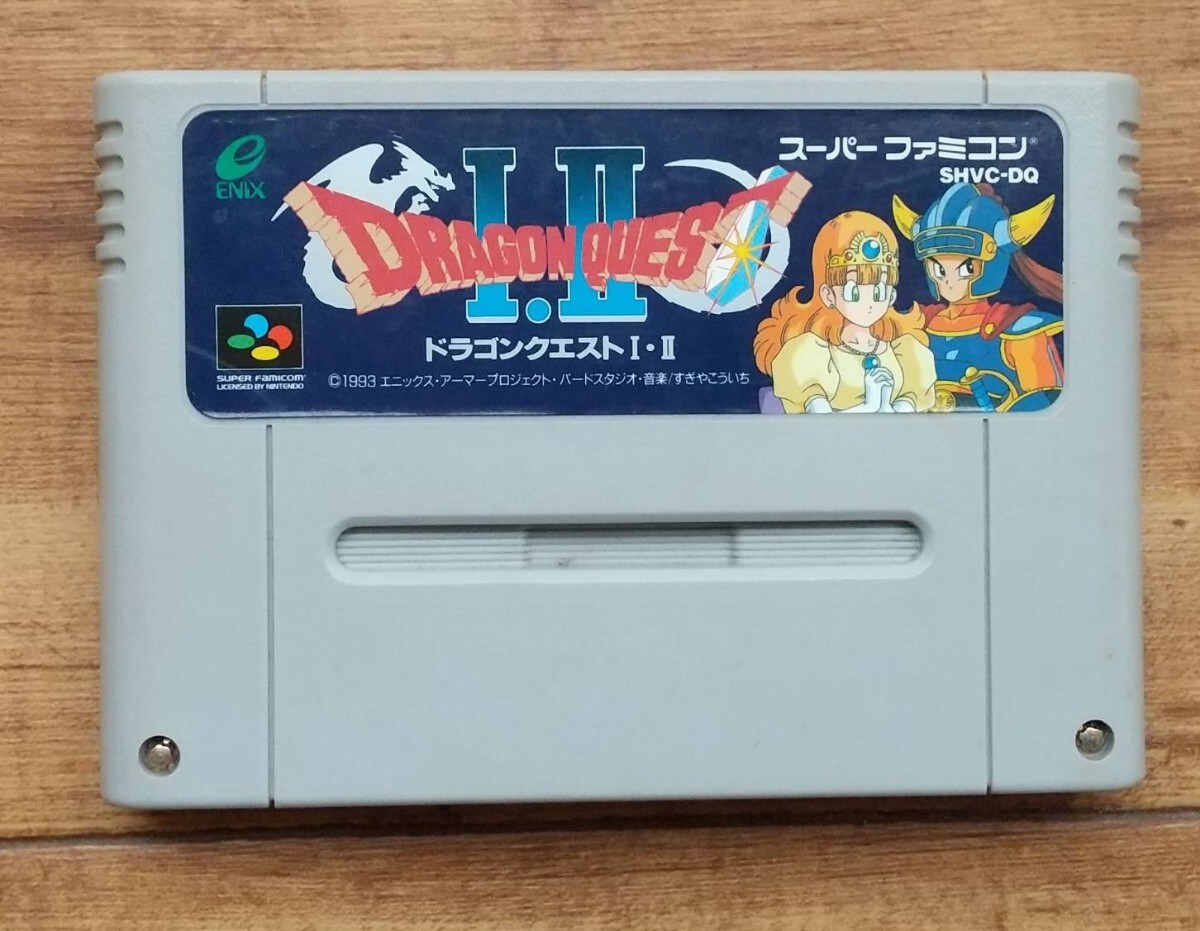 ENIX
スーパーファミコン®
SHVC-DQ
I.II
DRAGON QUEST
ドラゴンクエストI・II
SUPER FAMICOM
LICENSED BY NINTENDO
©1993 エニックス・アーマープロジェクト・バードスタジオ・音楽/すぎやこういち